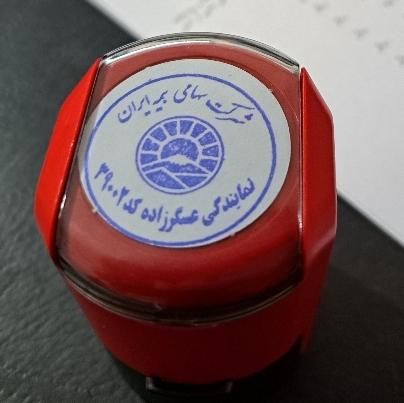 شرکت سهامی بیمه ایران
نمایندگی عسگرزاده کد ۳۹۰۰۲